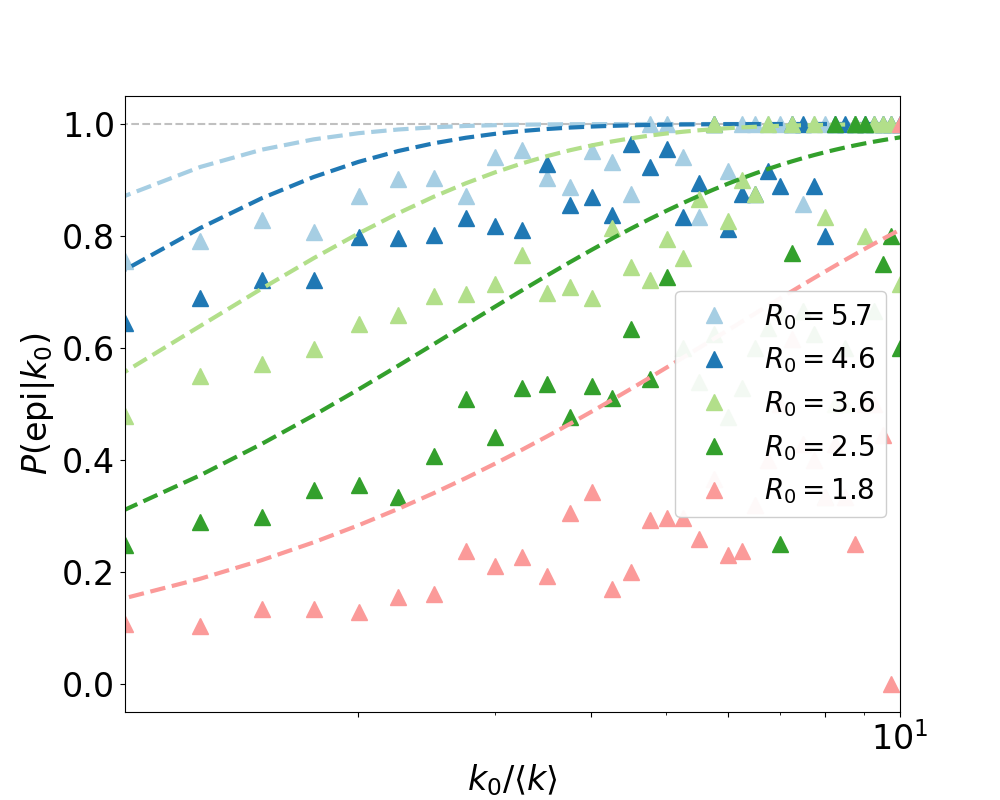 1.0
0.8
0.6
0.4
0.2
0.0
P(epi|k₀)
R₀ = 5.7
R₀ = 4.6
R₀ = 3.6
R₀ = 2.5
R₀ = 1.8
10¹
k₀/⟨k⟩